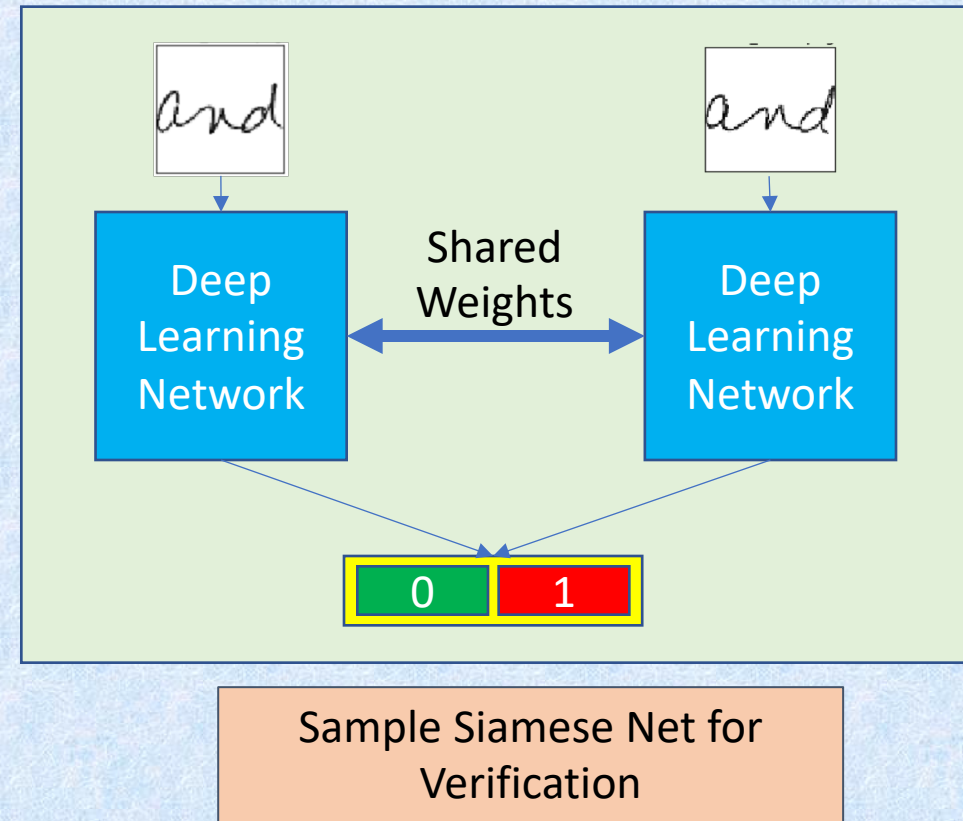 and
and
Deep
Learning
Network
Shared
Weights
Deep
Learning
Network
0 1
Sample Siamese Net for
Verification